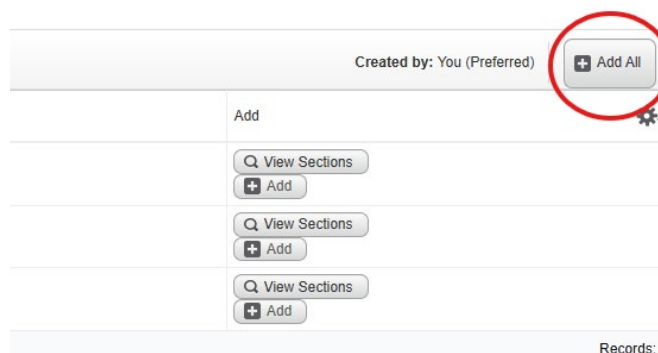 Created by: You (Preferred) Add All
Add
View Sections
Add
View Sections
Add
View Sections
Add
Records: